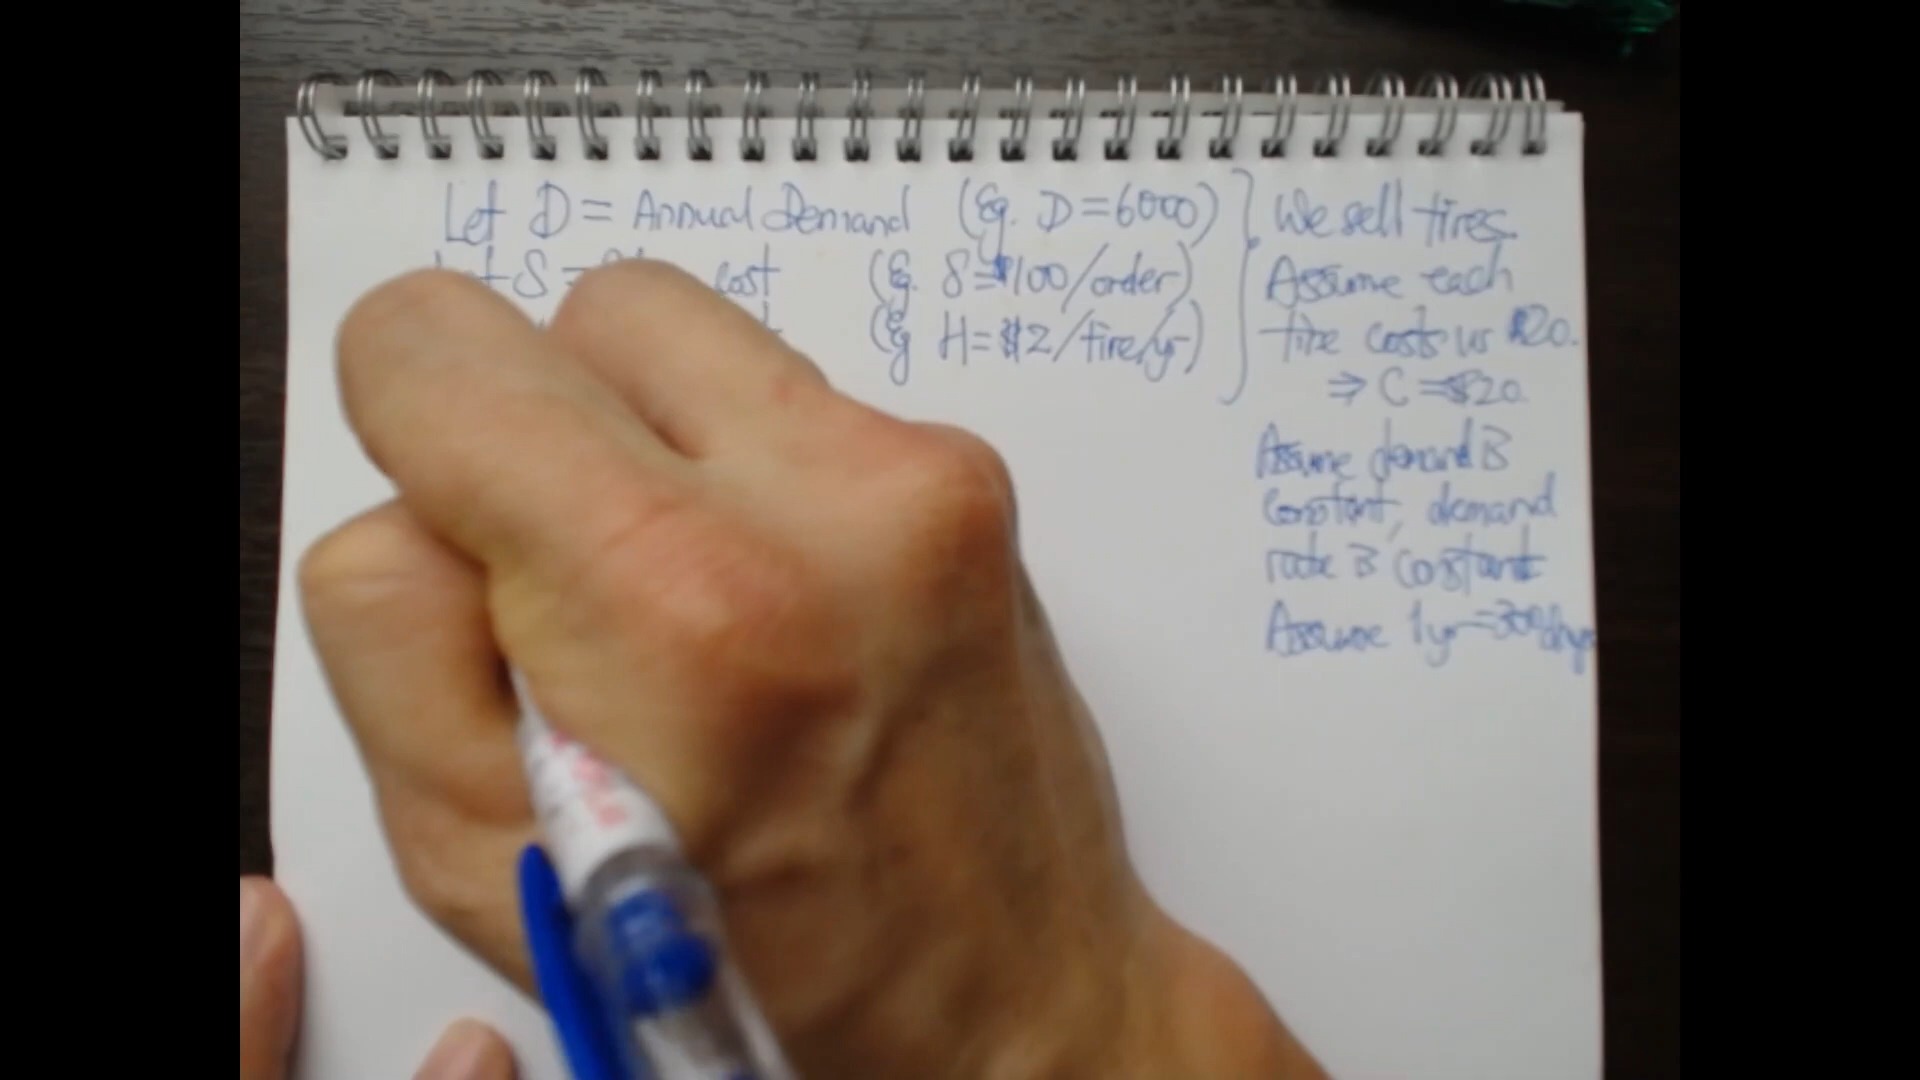 Let D = Annual Demand (Eg. D=6000)
S = cost (Eg. S=$100/order)
(Eg H=$2/tire/yr)
We sell tires.
Assume each
tire costs us $20.
⇒ C = $20.
Assume demand is
constant, demand
rate is constant
Assume 1yr=300days